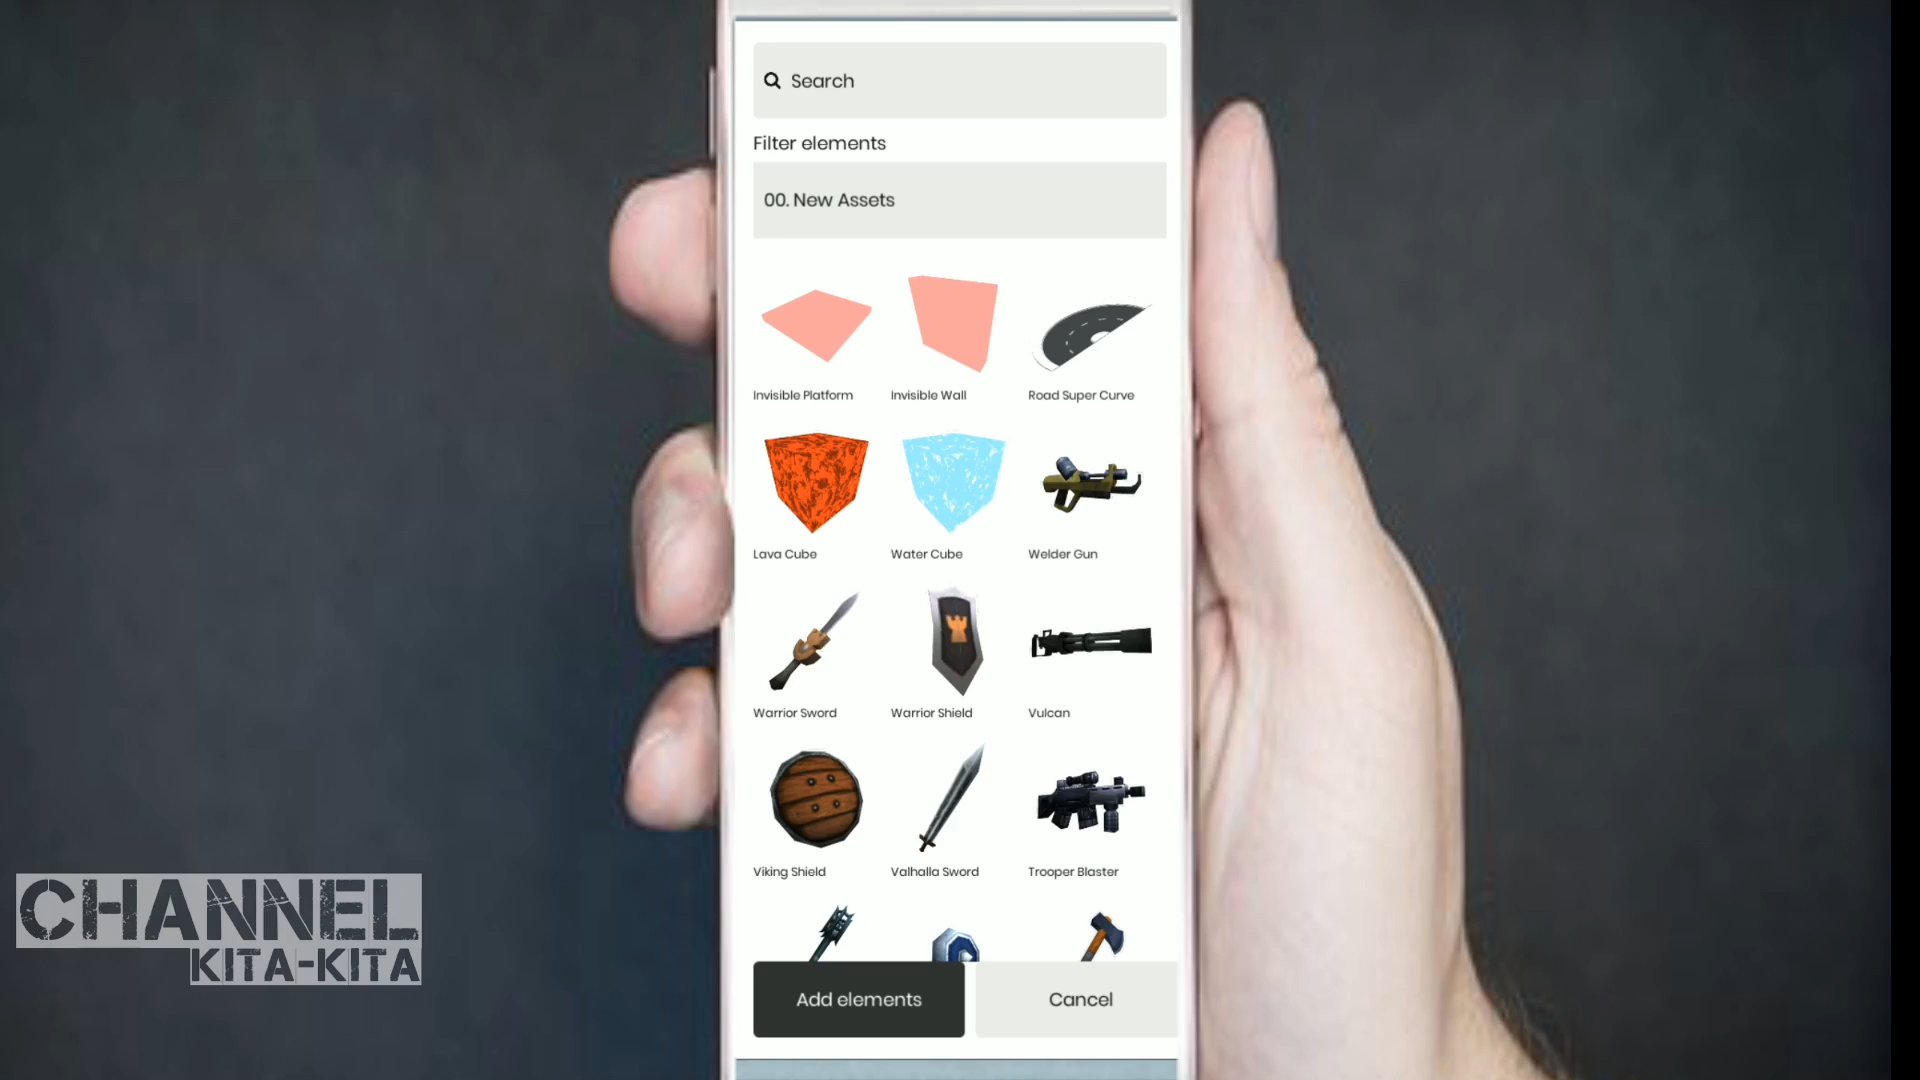 Search
Filter elements
00. New Assets
Invisible Platform
Invisible Wall
Road Super Curve
Lava Cube
Water Cube
Welder Gun
Warrior Sword
Warrior Shield
Vulcan
Viking Shield
Valhalla Sword
Trooper Blaster
Add elements
Cancel
CHANNEL
KITA-KITA